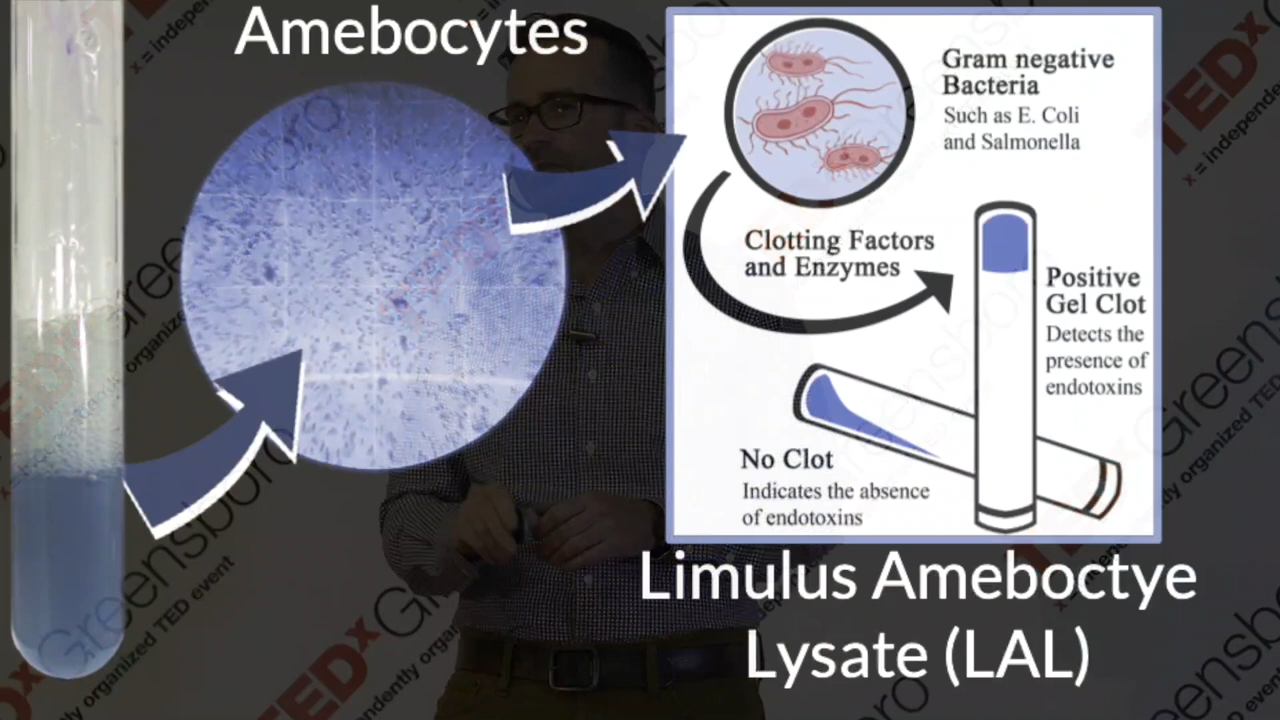 Amebocytes
Gram negative
Bacteria
Such as E. Coli
and Salmonella
Clotting Factors
and Enzymes
Positive
Gel Clot
Detects the
presence of
endotoxins
No Clot
Indicates the absence
of endotoxins
Limulus Ameboctye
Lysate (LAL)
TEDx
Greensboro
x = independently organized TED event